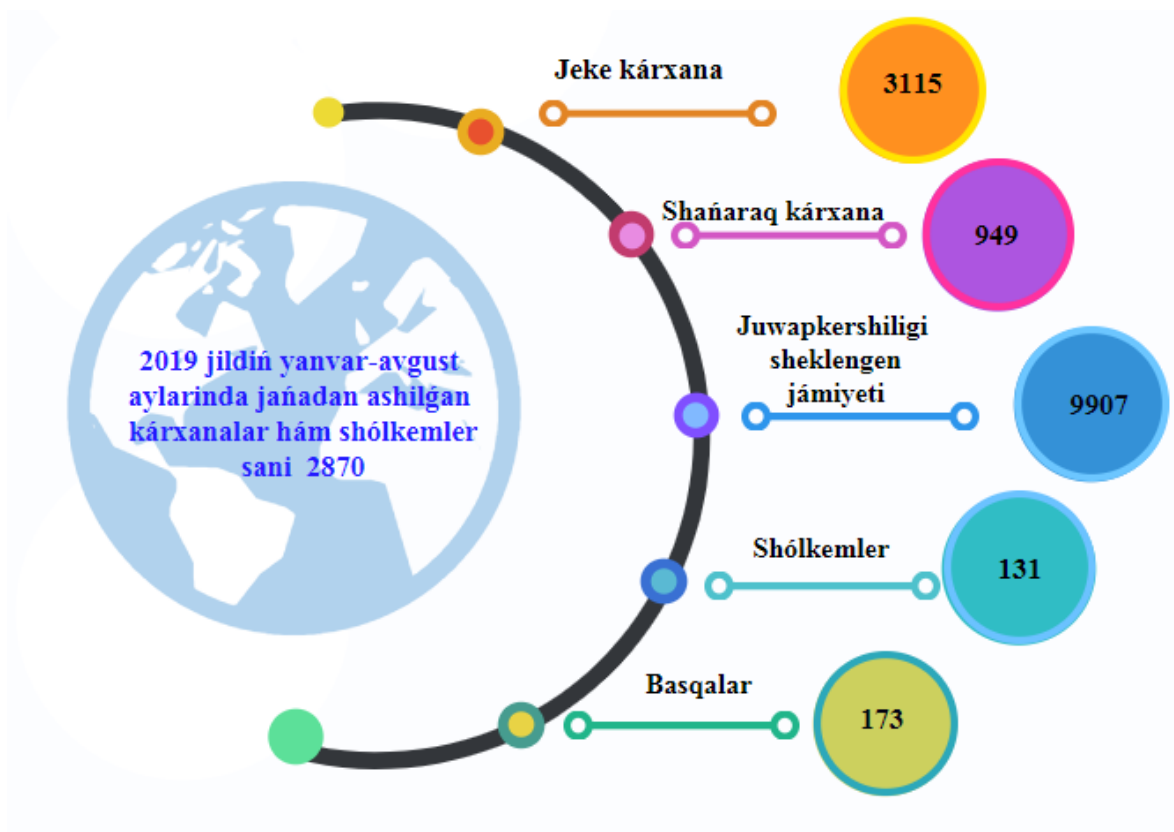 Jeke kárxana
3115
Shańaraq kárxana
949
2019 jildiń yanvar-avgust
aylarinda jańadan ashilǵan
kárxanalar hám shólkemler
sani 2870
Juwapkershiligi
sheklengen
jámiyeti
9907
Shólkemler
131
Basqalar
173